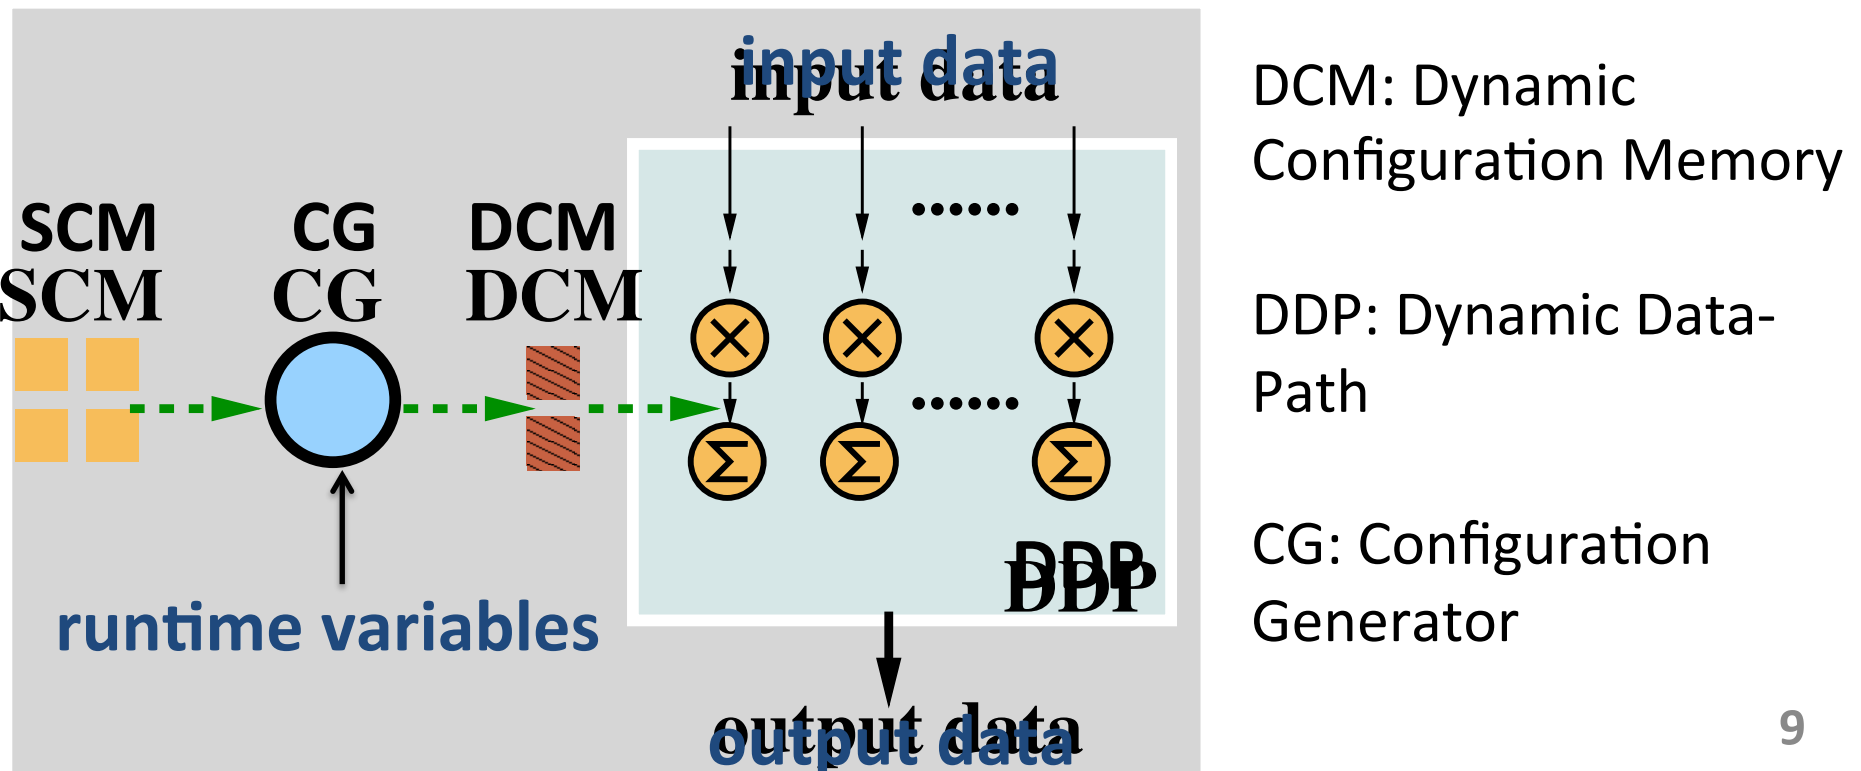 input data
input data
SCM CG DCM
SCM CG DCM
......
......
Σ Σ Σ
DDP
DDP
runtime variables
output data
output data
DCM: Dynamic
Configuration Memory
DDP: Dynamic Data-
Path
CG: Configuration
Generator
9